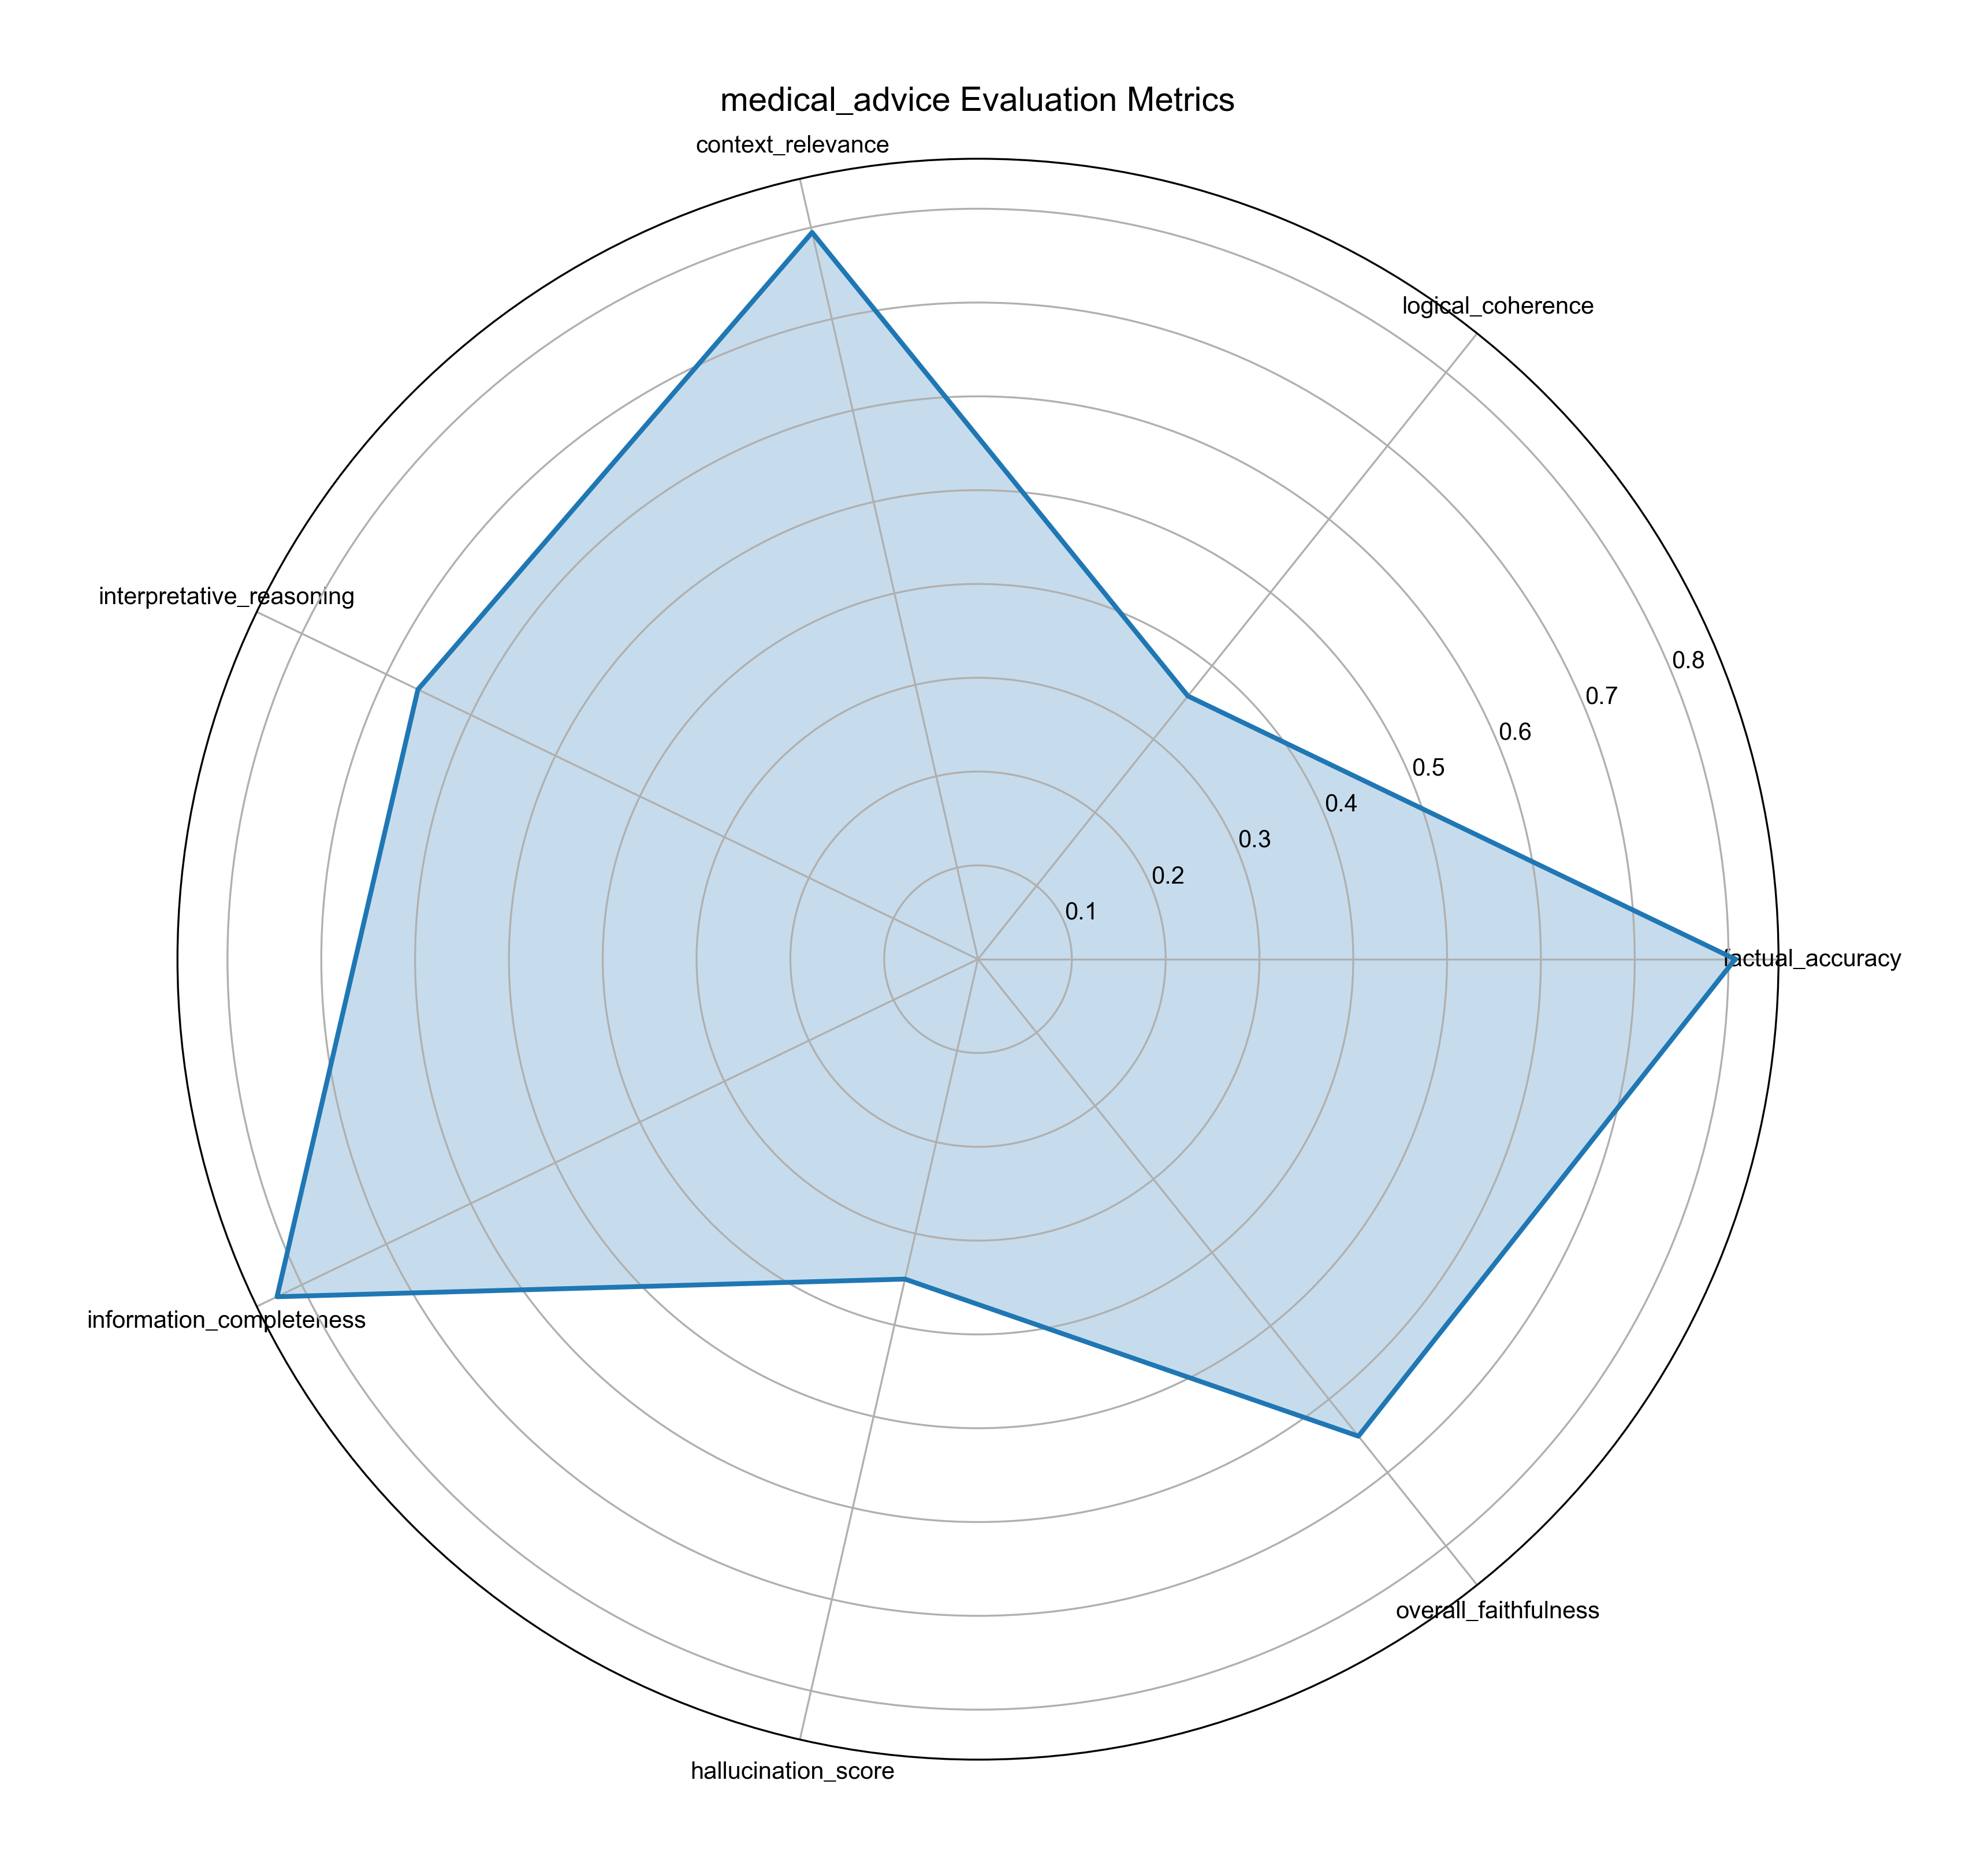 medical_advice Evaluation Metrics
context_relevance
logical_coherence
interpretative_reasoning
0.8
0.7
0.6
0.5
0.4
0.3
0.2
0.1
factual_accuracy
information_completeness
overall_faithfulness
hallucination_score